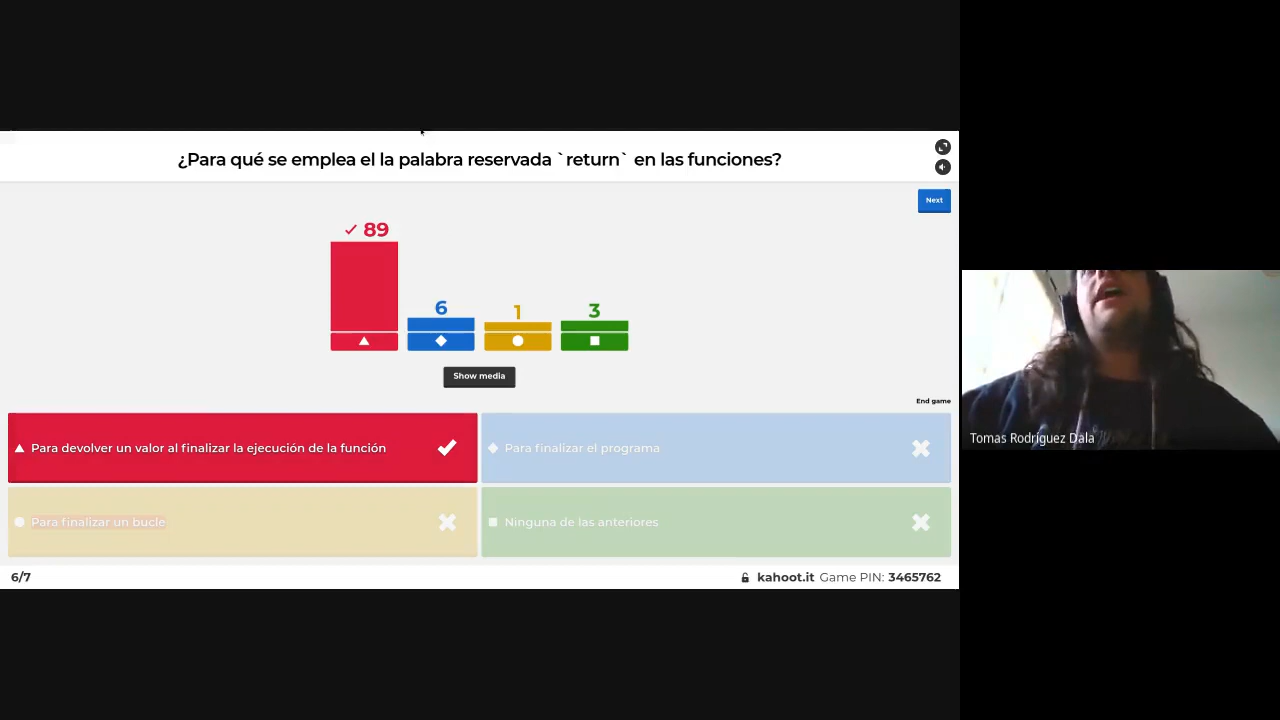 ¿Para qué se emplea el la palabra reservada `return` en las funciones?
Next
89
6
1
3
Show media
End game
Para devolver un valor al finalizar la ejecución de la función
Para finalizar el programa
Para finalizar un bucle
Ninguna de las anteriores
6/7
kahoot.it Game PIN: 3465762
Tomas Rodríguez Dala